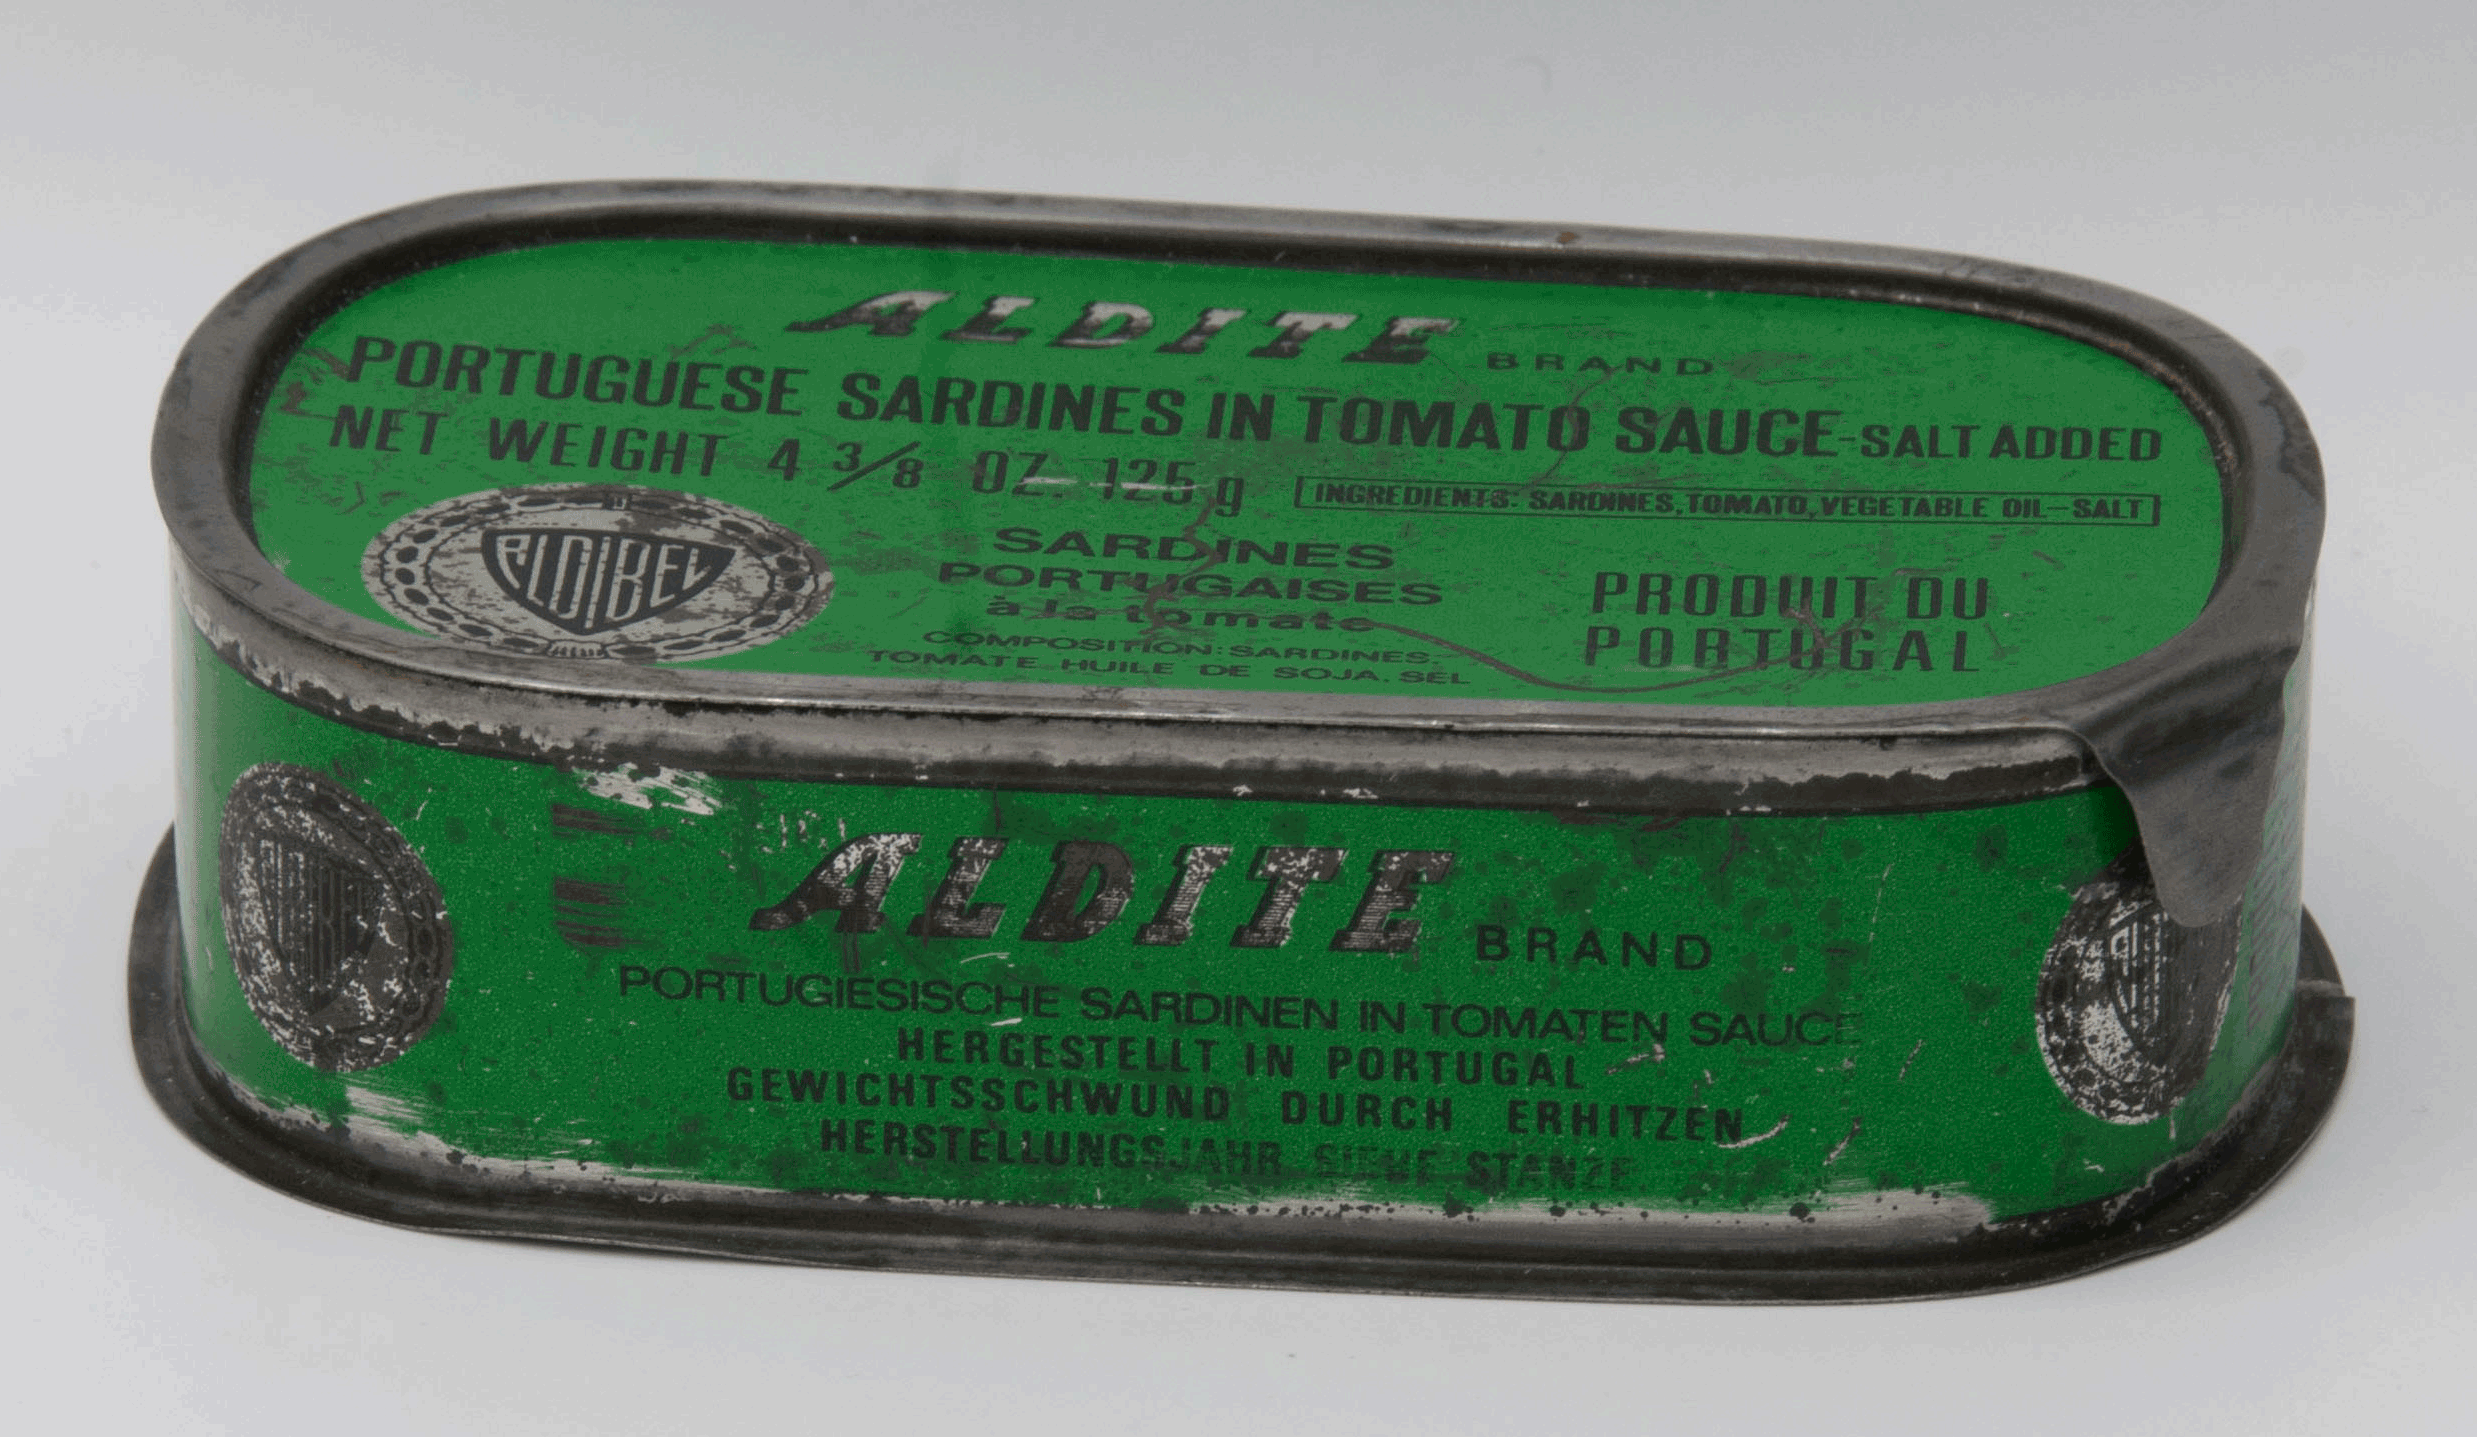 ALDITE BRAND
PORTUGUESE SARDINES IN TOMATO SAUCE-SALT ADDED
NET WEIGHT 4 3/8 OZ. 125 g
INGREDIENTS: SARDINES, TOMATO, VEGETABLE OIL-SALT
ALDIBEL
SARDINES
PORTUGAISES
à la tomate
COMPOSITION: SARDINES.
TOMATE HUILE DE SOJA. SEL
PRODUIT DU
PORTUGAL
ALDIBEL
ALDITE BRAND
PORTUGIESISCHE SARDINEN IN TOMATEN SAUCE
HERGESTELLT IN PORTUGAL
GEWICHTSSCHWUND DURCH ERHITZEN
HERSTELLUNGSJAHR SIEHE STANZE